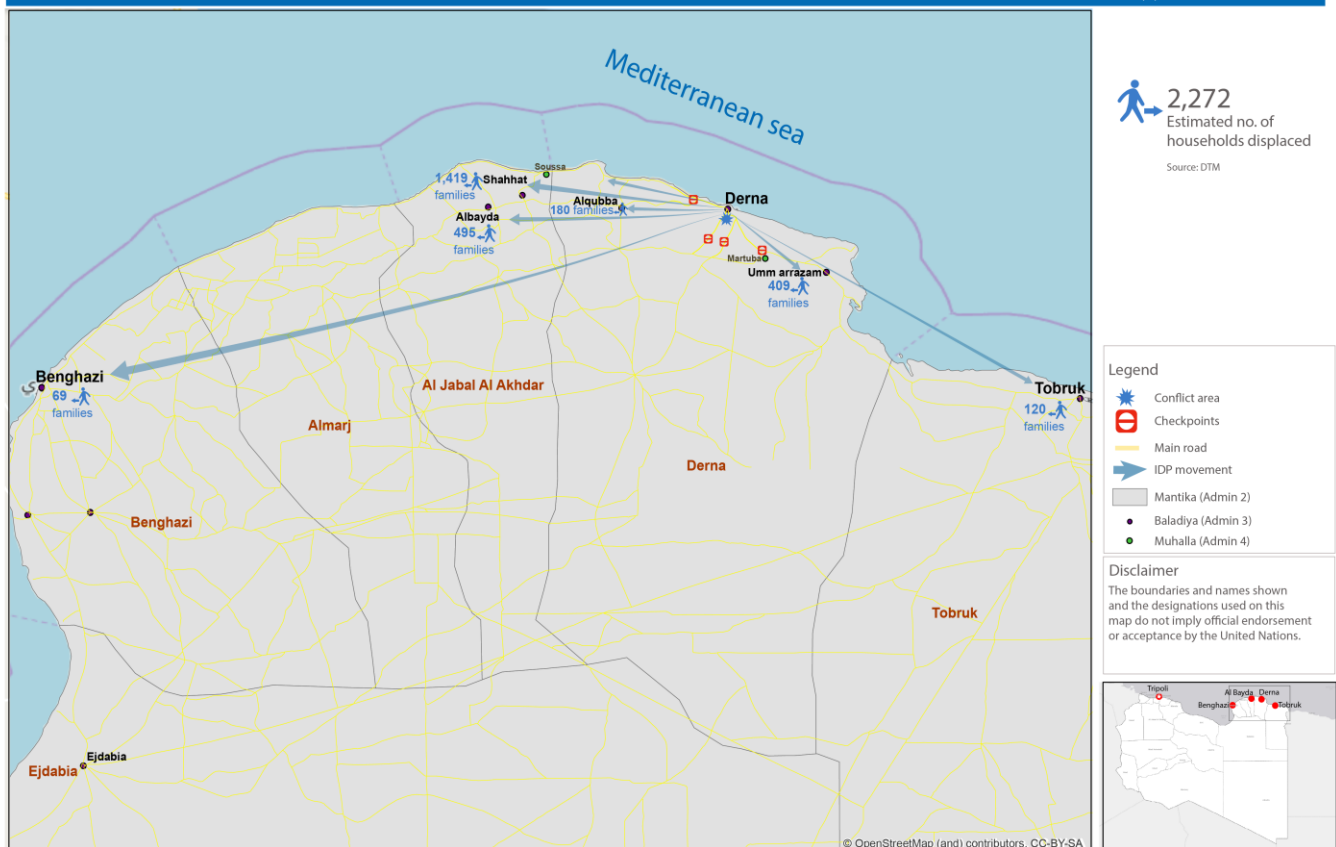 Mediterranean sea
Soussa
1,419
families
Shahhat
Albayda
495
families
Alqubba
180 families
Derna
Martuba
Umm arrazam
409
families
Benghazi
69
families
Tobruk
120
families
Al Jabal Al Akhdar
Almarj
Derna
Benghazi
Tobruk
Ejdabia
Ejdabia
© OpenStreetMap (and) contributors, CC-BY-SA
2,272
Estimated no. of
households displaced
Source: DTM
Legend
Conflict area
Checkpoints
Main road
IDP movement
Mantika (Admin 2)
Baladiya (Admin 3)
Muhalla (Admin 4)
Disclaimer
The boundaries and names shown
and the designations used on this
map do not imply official endorsement
or acceptance by the United Nations.
Tripoli
Al Bayda
Derna
Benghazi
Tobruk